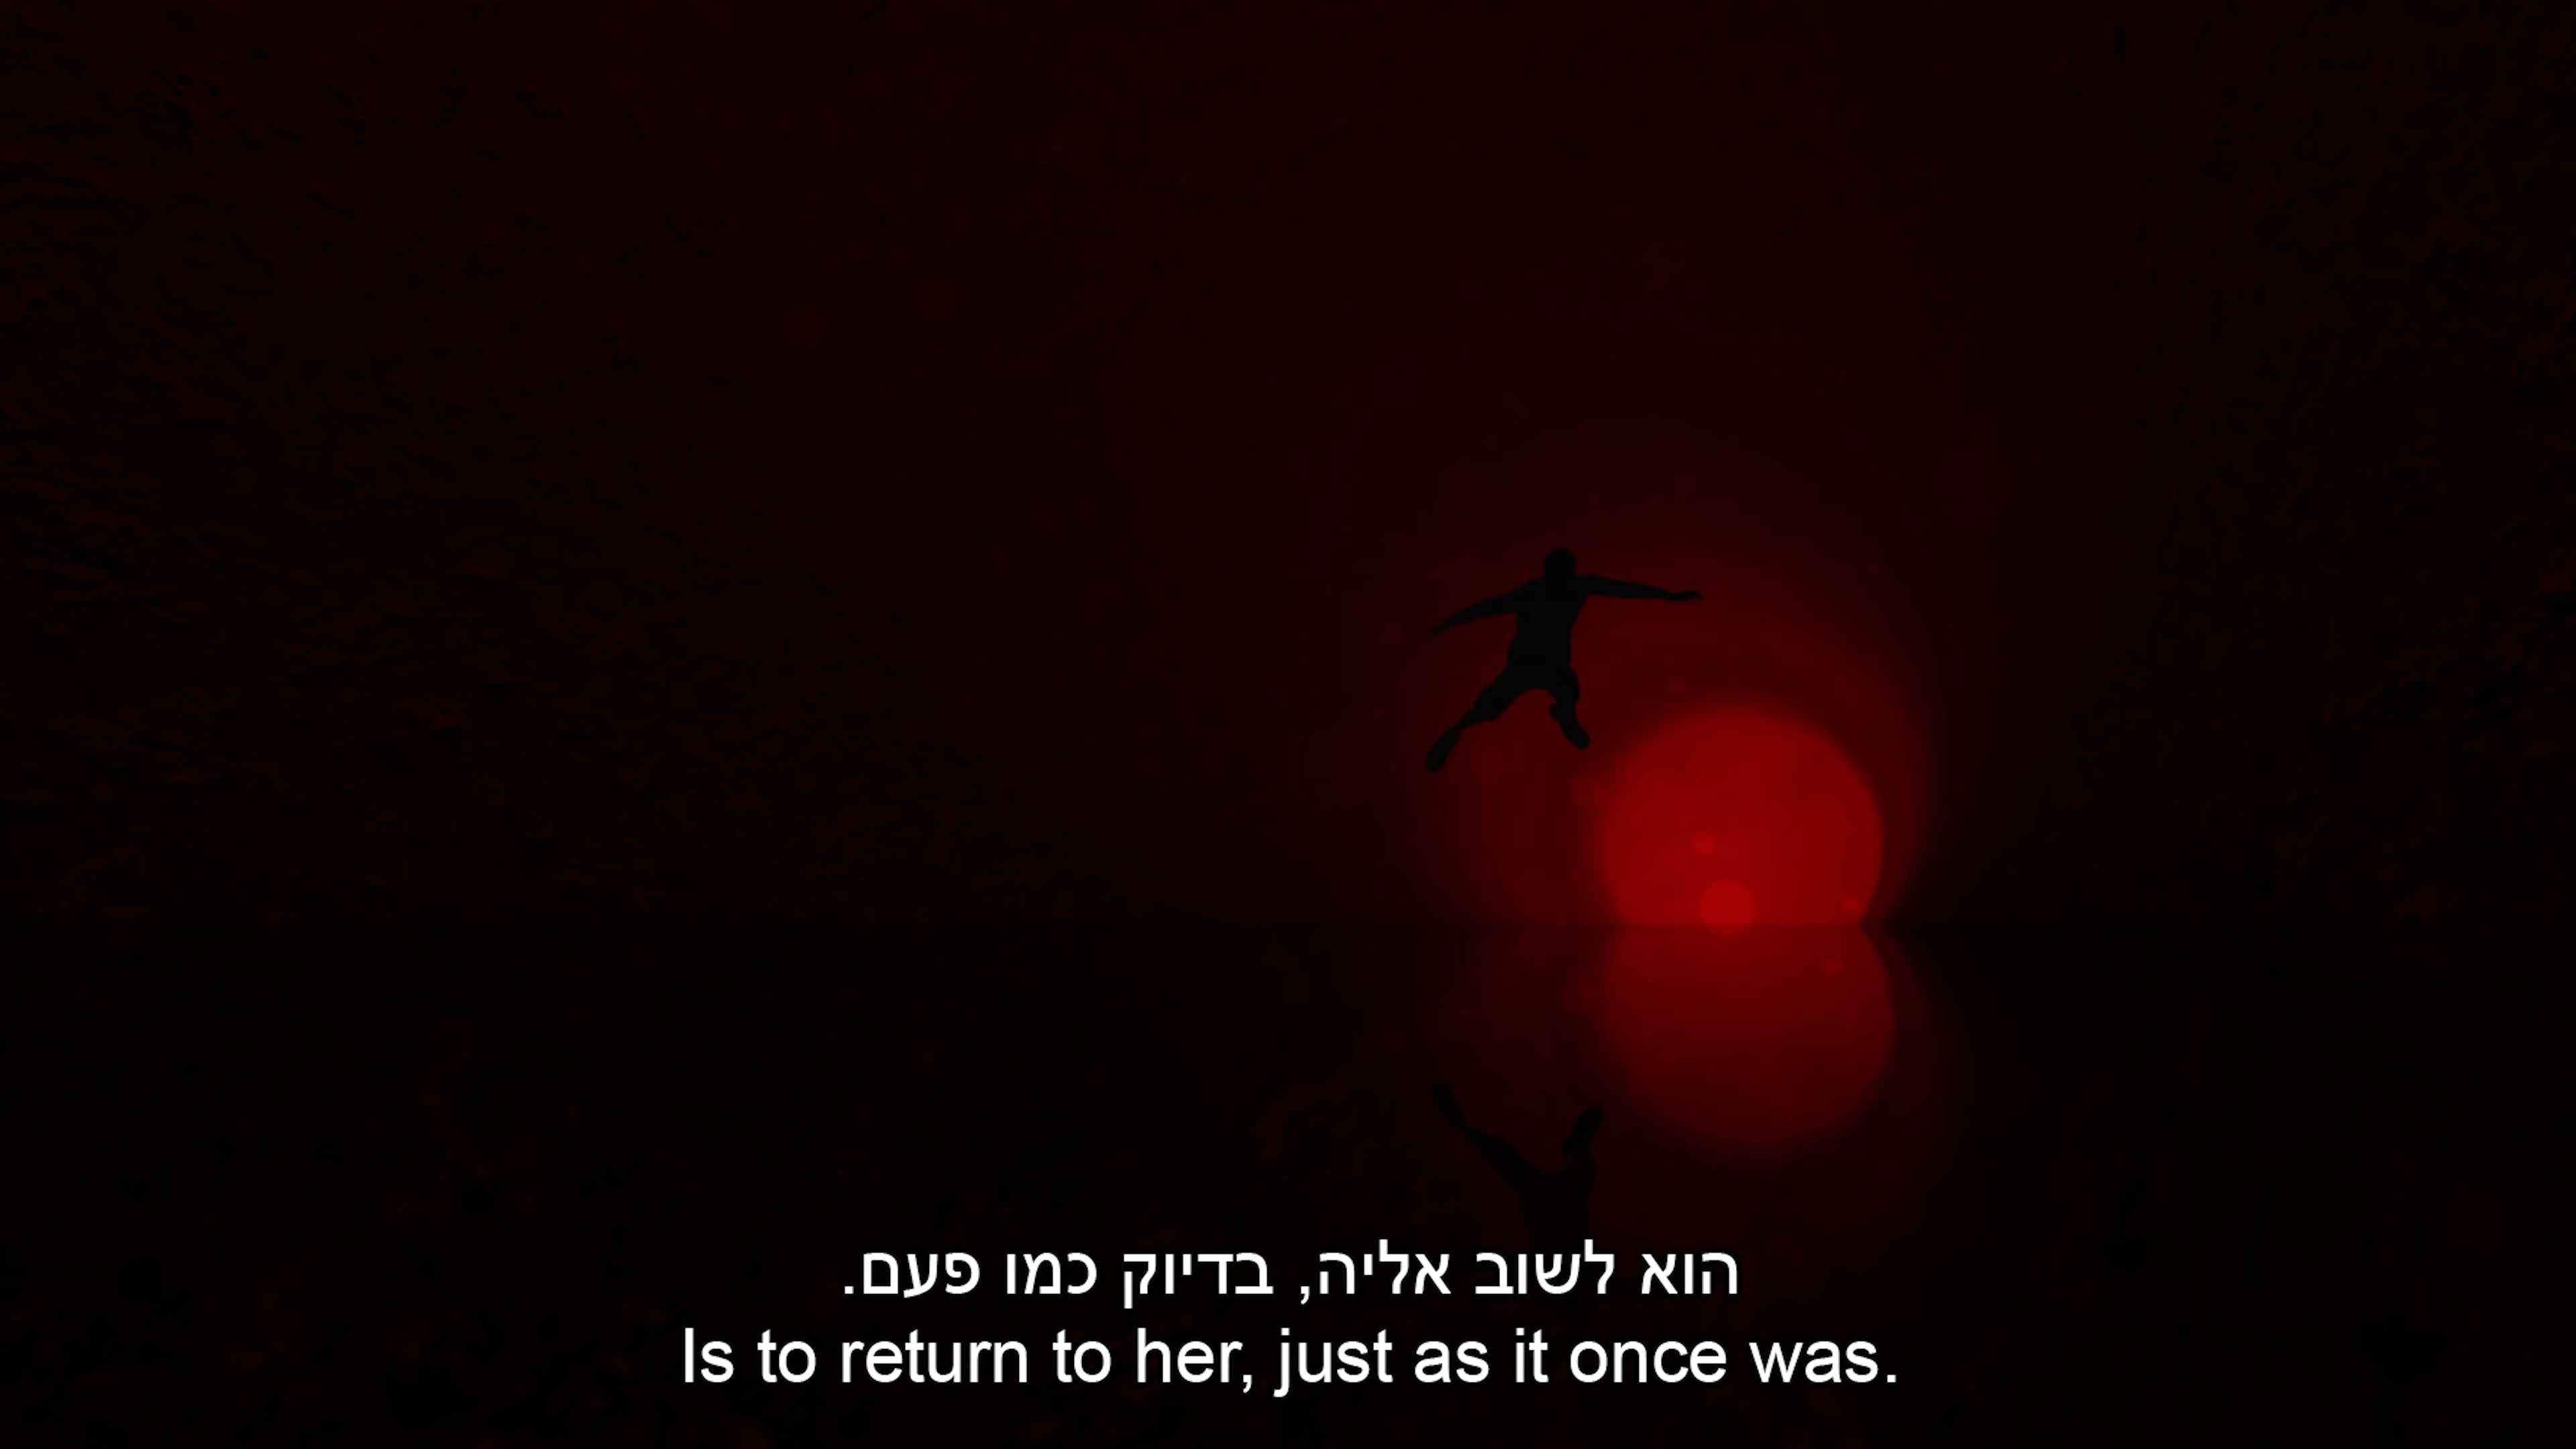 הוא לשוב אליה, בדיוק כמו פעם.
Is to return to her, just as it once was.